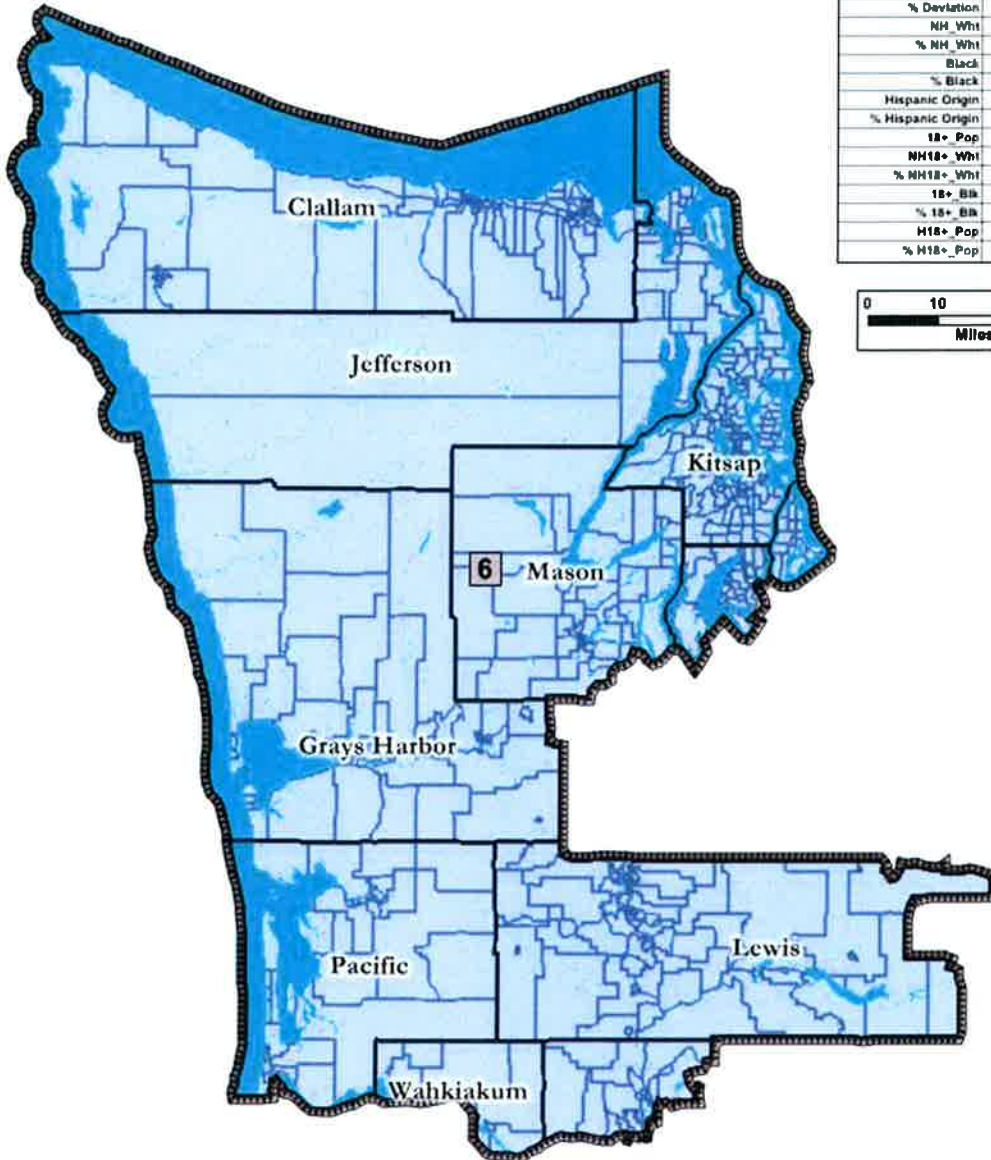 % Deviation
NH_Wht
% NH_Wht
Black
% Black
Hispanic Origin
% Hispanic Origin
18+_Pop
NH18+_Wht
% NH18+_Wht
18+_Blk
% 18+_Blk
H18+_Pop
% H18+_Pop
0 10
Miles
Clallam
Jefferson
Kitsap
6 Mason
Grays Harbor
Pacific
Lewis
Wahkiakum